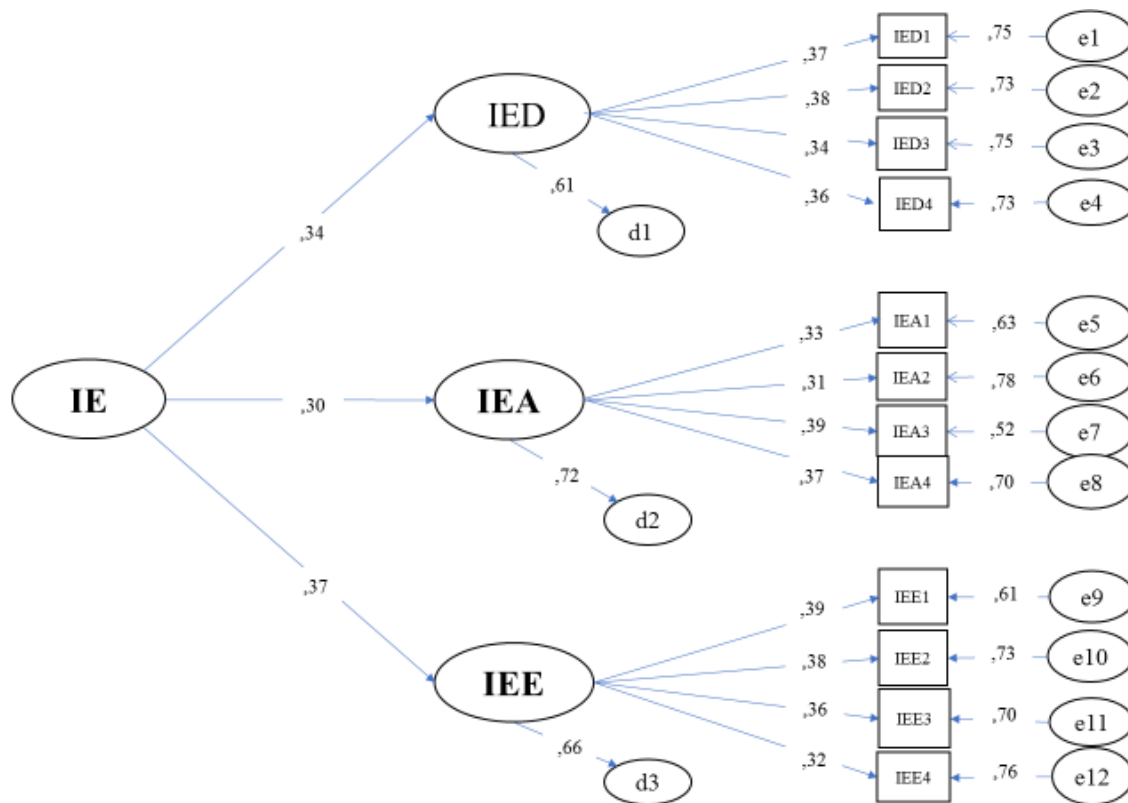 ,37 IED1 ,75 e1
,38 IED2 ,73 e2
IED
,34 IED3 ,75 e3
,61
,36 IED4 ,73 e4
d1
,34
,33 IEA1 ,63 e5
,31 IEA2 ,78 e6
IE ,30 IEA
,39 IEA3 ,52 e7
,72
,37 IEA4 ,70 e8
d2
,37
,39 IEE1 ,61 e9
,38 IEE2 ,73 e10
IEE
,36 IEE3 ,70 e11
,66
,32 IEE4 ,76 e12
d3